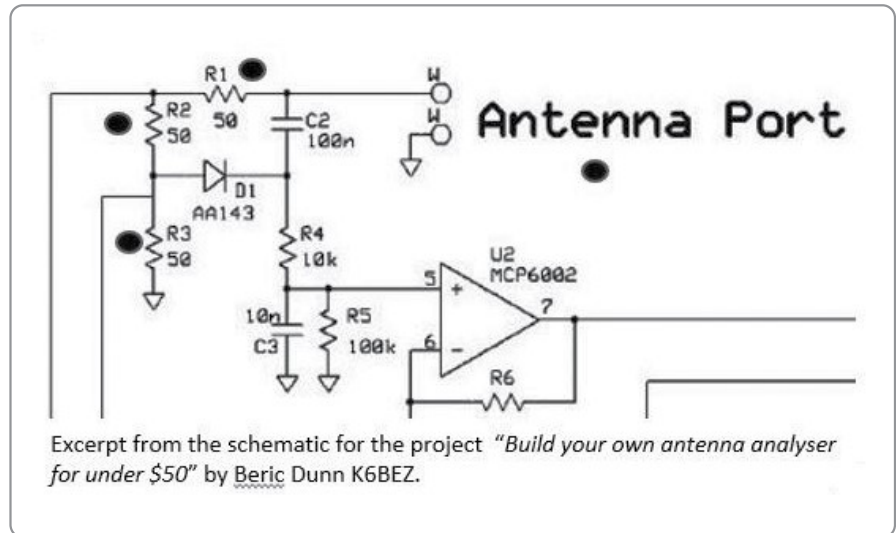 R1
W
R2
50
50
C2
100n
W
Antenna Port
D1
AA143
R3
50
R4
10k
U2
MCP6002
5
+
7
10n
C3
R5
100k
6
-
R6
Excerpt from the schematic for the project “Build your own antenna analyser
for under $50” by Beric Dunn K6BEZ.